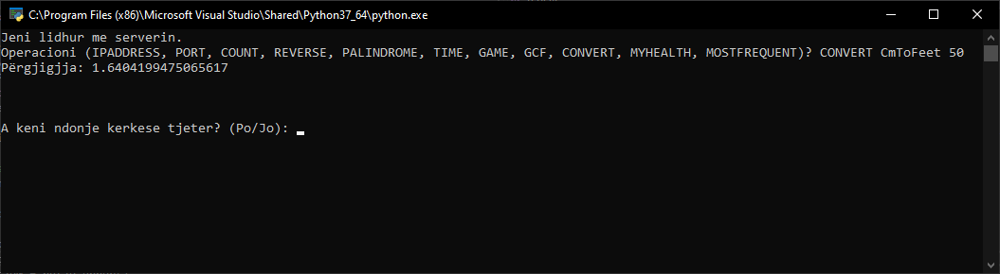 C:\Program Files (x86)\Microsoft Visual Studio\Shared\Python37_64\python.exe
Jeni lidhur me serverin.
Operacioni (IPADDRESS, PORT, COUNT, REVERSE, PALINDROME, TIME, GAME, GCF, CONVERT, MYHEALTH, MOSTFREQUENT)? CONVERT CmToFeet 50
Përgjigjja: 1.6404199475065617
A keni ndonje kerkese tjeter? (Po/Jo):